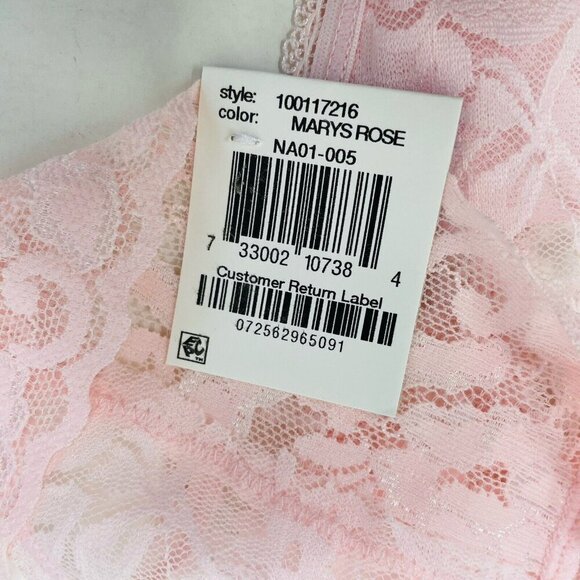 style: 100117216
color: MARYS ROSE
NA01-005
7 33002 10738 4
Customer Return Label
072562965091